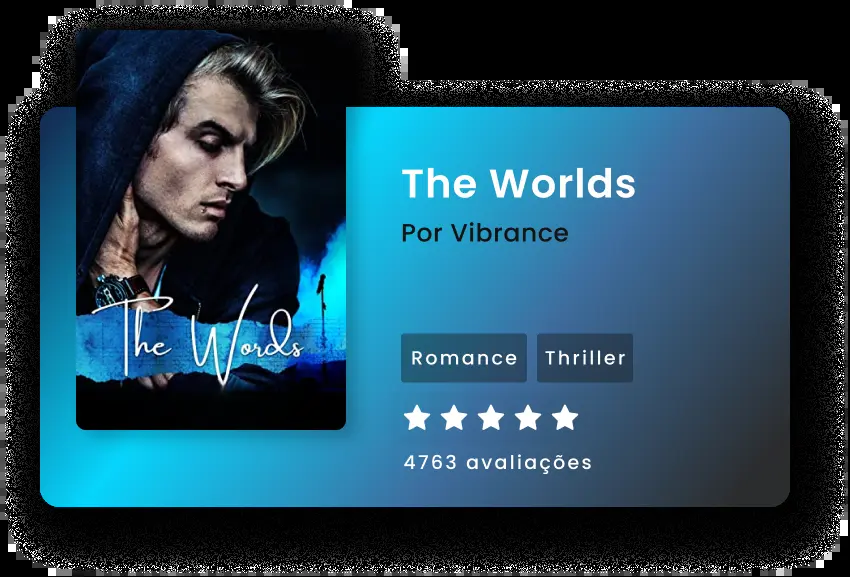 The Words
The Worlds
Por Vibrance
Romance
Thriller
4763 avaliações